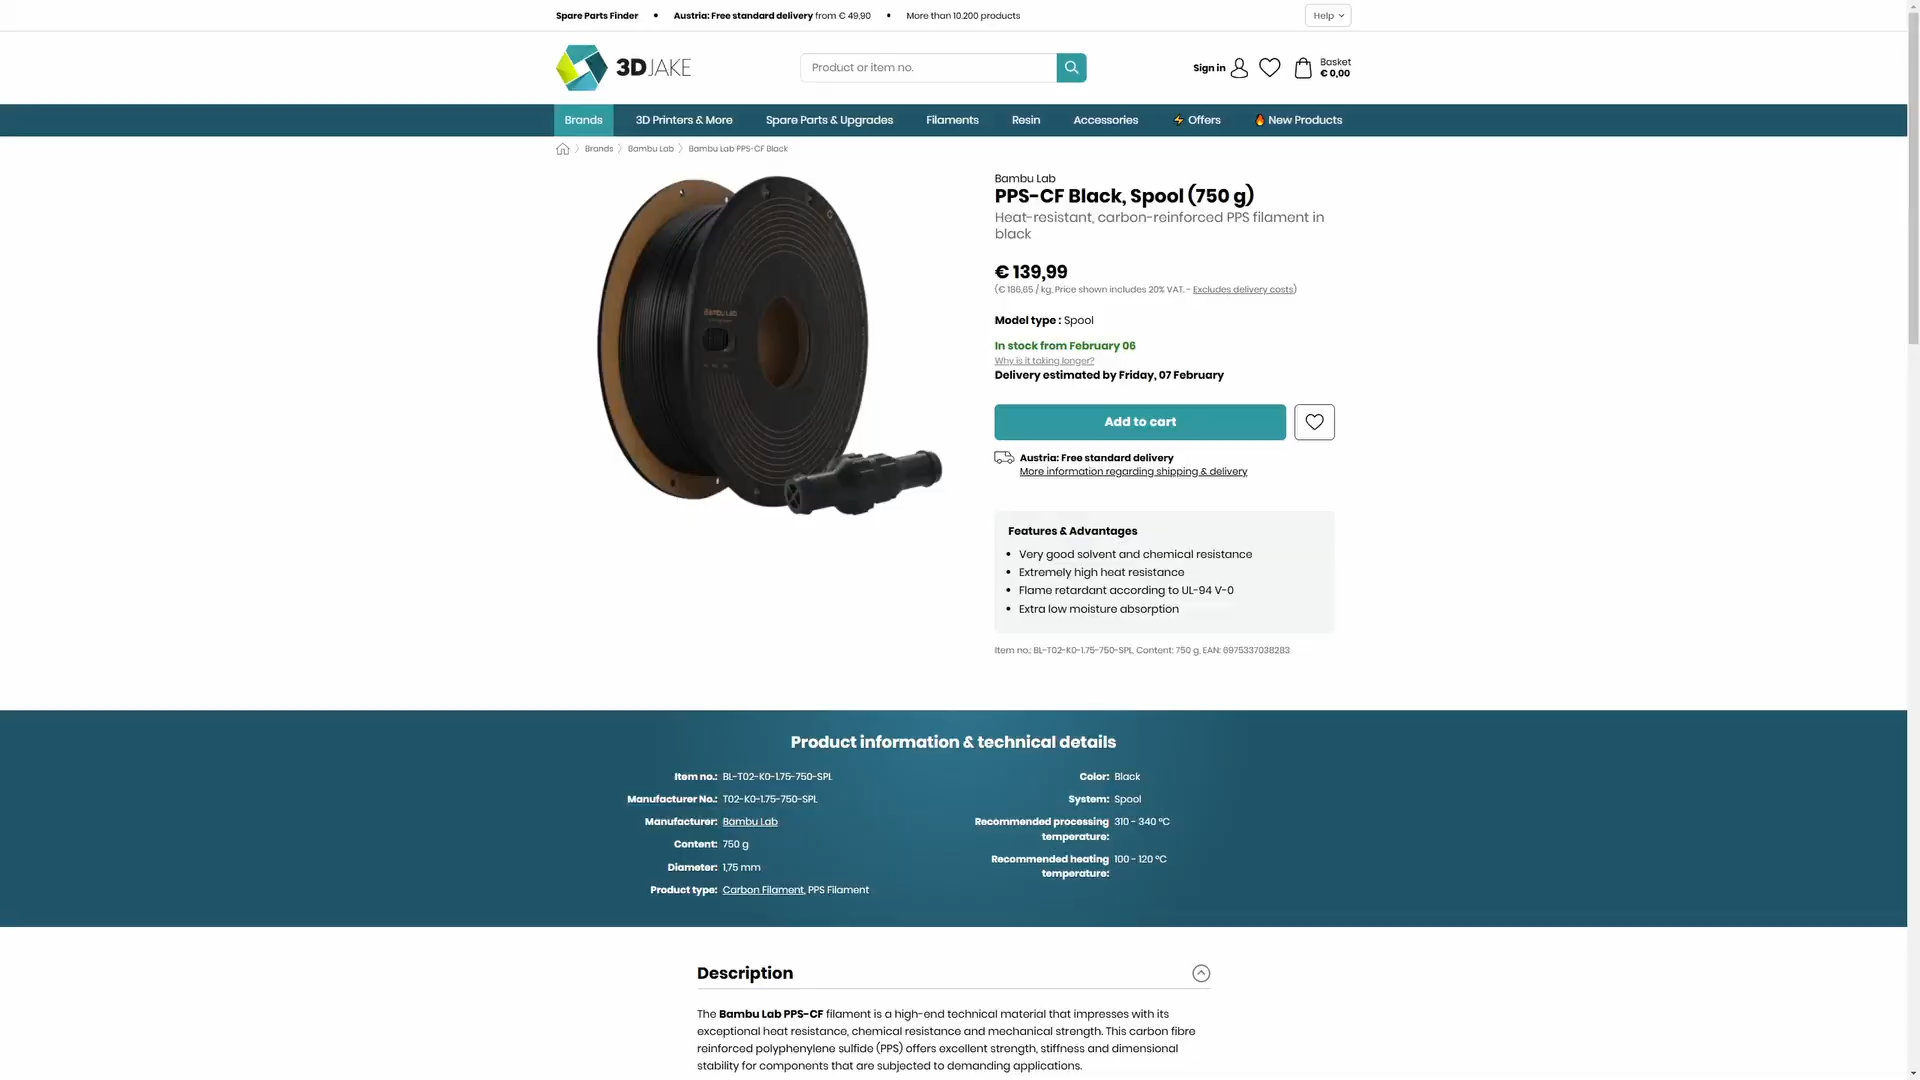 Spare Parts Finder • Austria: Free standard delivery from € 49,90 • More than 10.200 products
Help
3DJAKE
Product or item no.
Sign in
Basket
€ 0,00
Brands 3D Printers & More Spare Parts & Upgrades Filaments Resin Accessories Offers New Products
Brands Bambu Lab Bambu Lab PPS-CF Black
Bambu Lab
Bambu Lab
PPS-CF Black, Spool (750 g)
Heat-resistant, carbon-reinforced PPS filament in
black
€ 139,99
(€ 186,65 / kg, Price shown includes 20% VAT. - Excludes delivery costs)
Model type : Spool
In stock from February 06
Why is it taking longer?
Delivery estimated by Friday, 07 February
Add to cart
Austria: Free standard delivery
More information regarding shipping & delivery
Features & Advantages
• Very good solvent and chemical resistance
• Extremely high heat resistance
• Flame retardant according to UL-94 V-0
• Extra low moisture absorption
Item no.: BL-T02-K0-1.75-750-SPL, Content: 750 g, EAN: 6975337038283
Product information & technical details
Item no.: BL-T02-K0-1.75-750-SPL
Manufacturer No.: T02-K0-1.75-750-SPL
Manufacturer: Bambu Lab
Content: 750 g
Diameter: 1,75 mm
Product type: Carbon Filament, PPS Filament
Color: Black
System: Spool
Recommended processing 310 - 340 °C
temperature:
Recommended heating 100 - 120 °C
temperature:
Description
The Bambu Lab PPS-CF filament is a high-end technical material that impresses with its
exceptional heat resistance, chemical resistance and mechanical strength. This carbon fibre
reinforced polyphenylene sulfide (PPS) offers excellent strength, stiffness and dimensional
stability for components that are subjected to demanding applications.